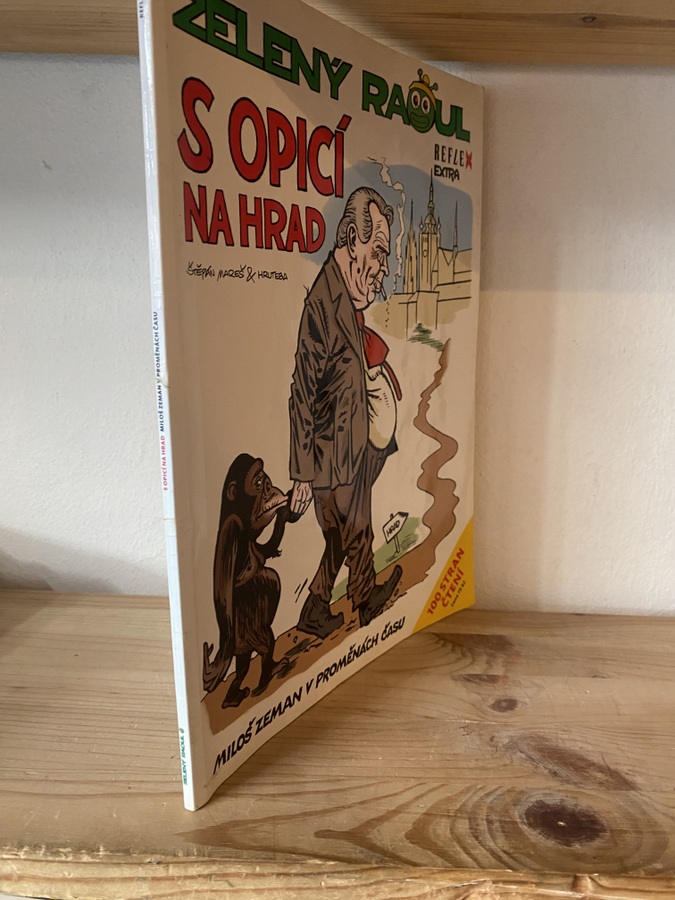 ZELENÝ RAOUL
S OPICÍ
NA HRAD
REFLEX
EXTRA
ŠTĚPÁN MAREŠ & HRUTEBA
HRAD
100 STRAN
ČTENÍ
MILOŠ ZEMAN V PROMĚNÁCH ČASU
S OPICÍ NA HRAD MILOŠ ZEMAN V PROMĚNÁCH ČASU
ZELENÝ RAOUL